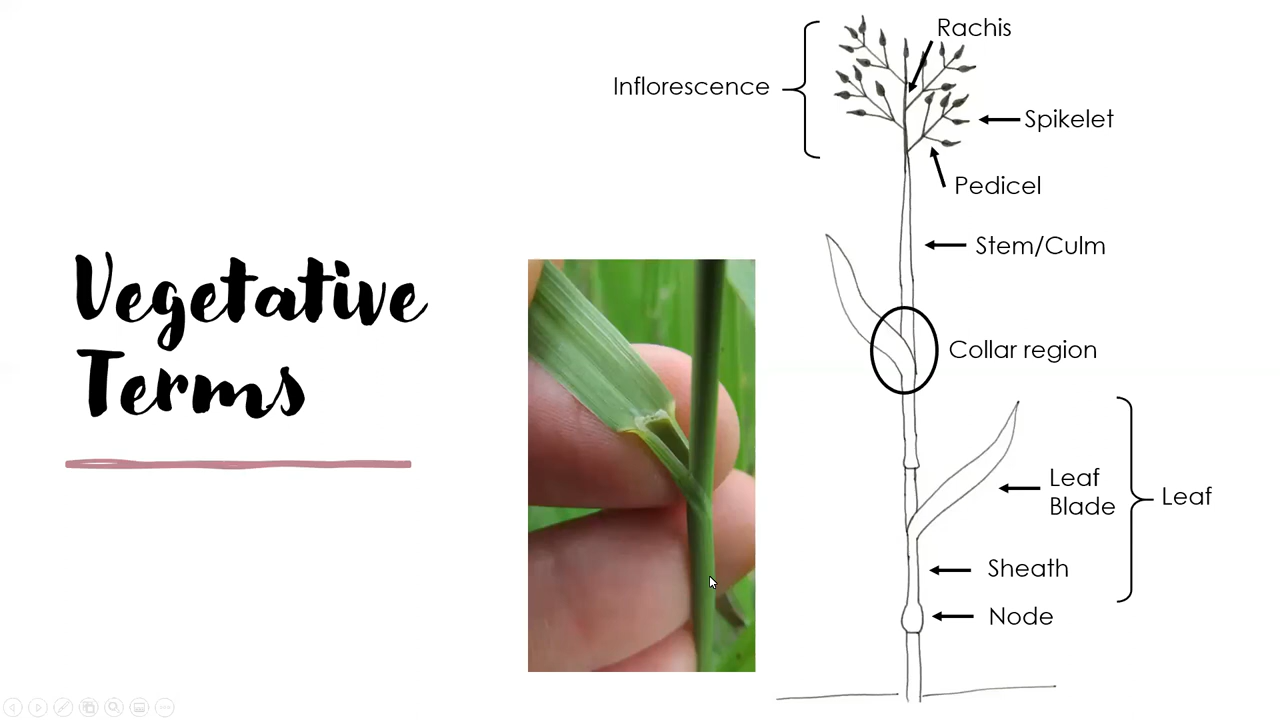 Vegetative
Terms
Rachis
Inflorescence
Spikelet
Pedicel
Stem/Culm
Collar region
Leaf
Blade
Leaf
Sheath
Node